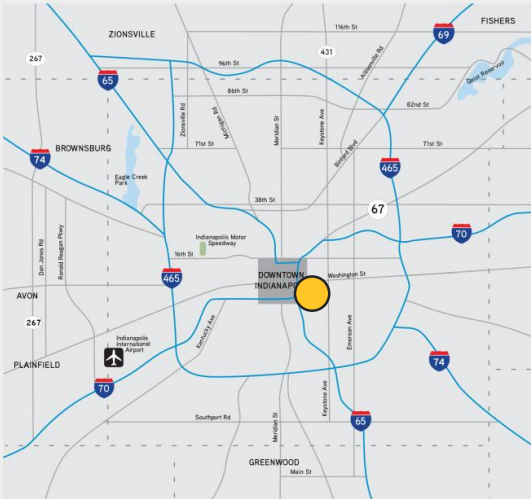 ZIONSVILLE
FISHERS
116th St
69
267
431
Allisonville Rd
96th St
65
Geist Reservoir
86th St
82nd St
Zionsville Rd
Michigan Rd
Meridian St
Keystone Ave
Binford Blvd
71st St
71st St
BROWNSBURG
74
465
Eagle Creek
Park
38th St
67
70
Dan Jones Rd
Ronald Reagan Pkwy
Indianapolis Motor
Speedway
16th St
465
DOWNTOWN
INDIANAPO
Washington St
AVON
267
Kentucky Ave
Emerson Ave
Indianapolis
International
Airport
PLAINFIELD
74
70
Keystone Ave
Southport Rd
Meridian St
65
GREENWOOD
Main St